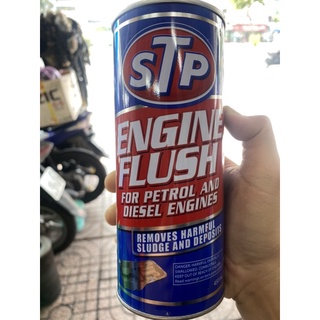 STP
ENGINE
FLUSH
FOR PETROL AND
DIESEL ENGINES
REMOVES HARMFUL
SLUDGE AND DEPOSITS